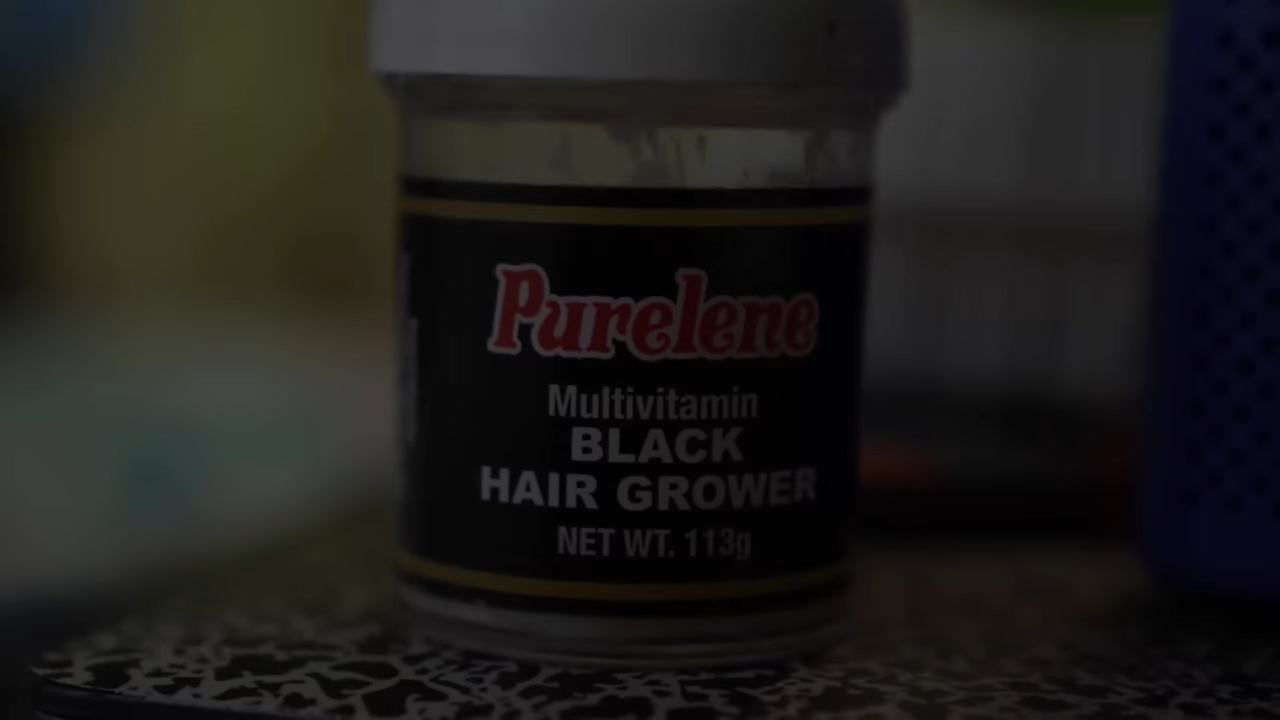 Purelene
Multivitamin
BLACK
HAIR GROWER
NET WT. 113g